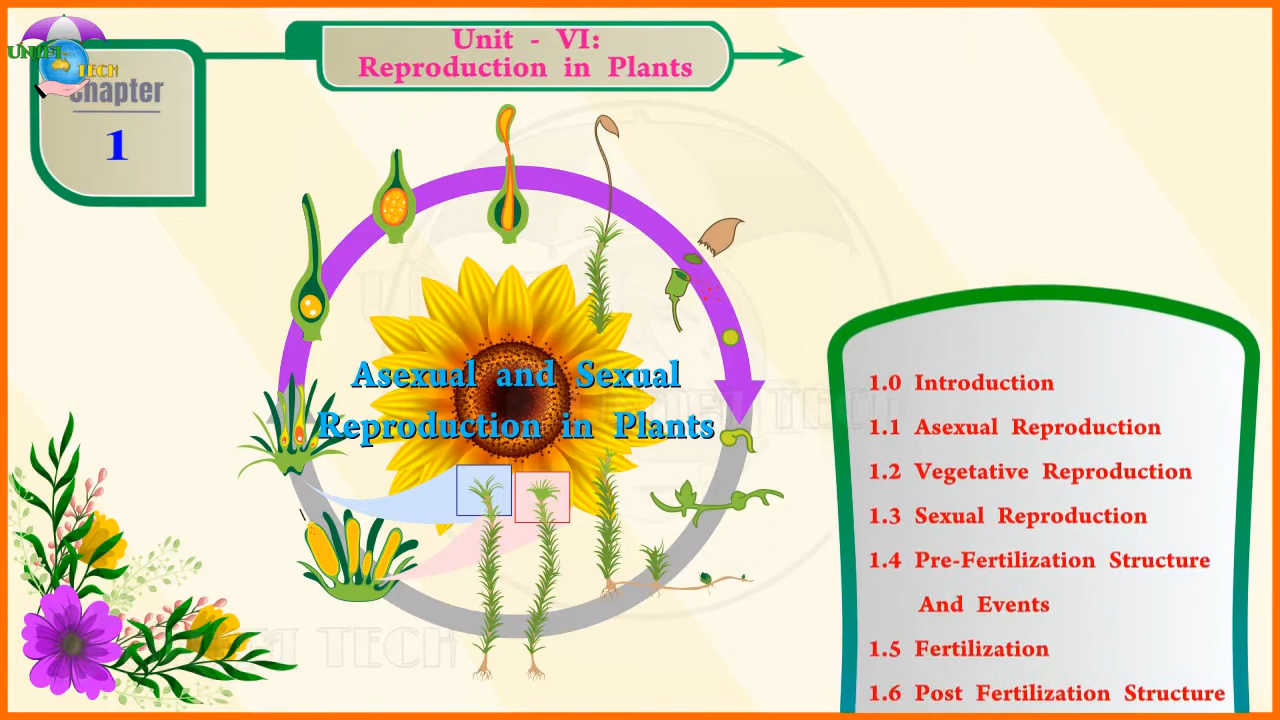 UNITEI
TECH
Chapter
1
Unit - VI:
Reproduction in Plants
Asexual and Sexual
Reproduction in Plants
1.0 Introduction
1.1 Asexual Reproduction
1.2 Vegetative Reproduction
1.3 Sexual Reproduction
1.4 Pre-Fertilization Structure
And Events
1.5 Fertilization
1.6 Post Fertilization Structure